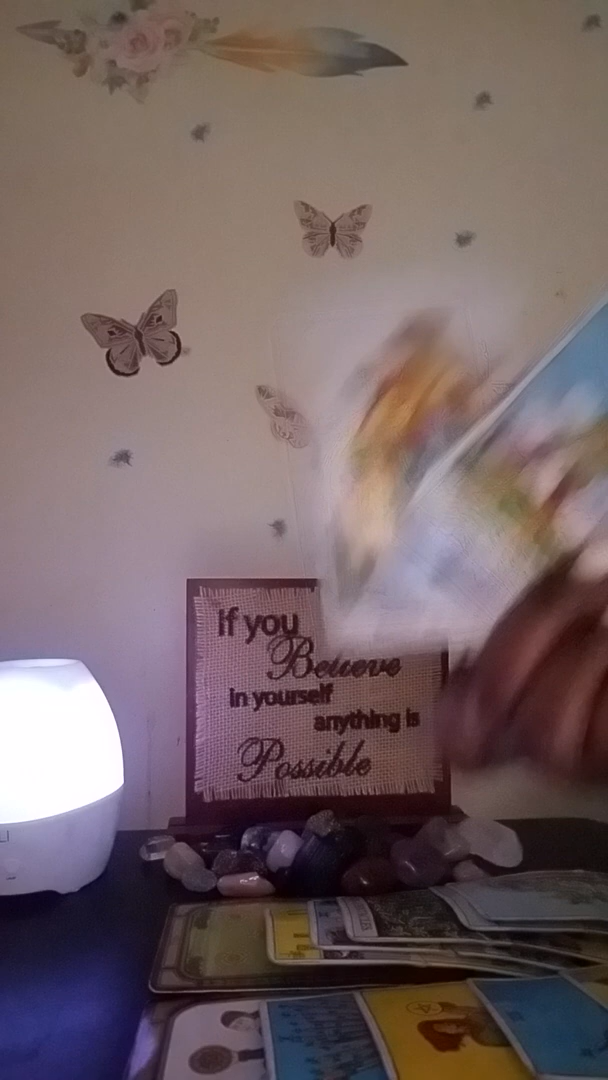 if you
Believe
in yourself
anything is
Possible